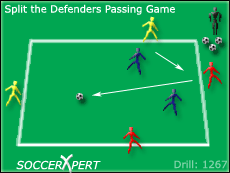 Split the Defenders Passing Game
SOCCERXPERT
Drill: 1267